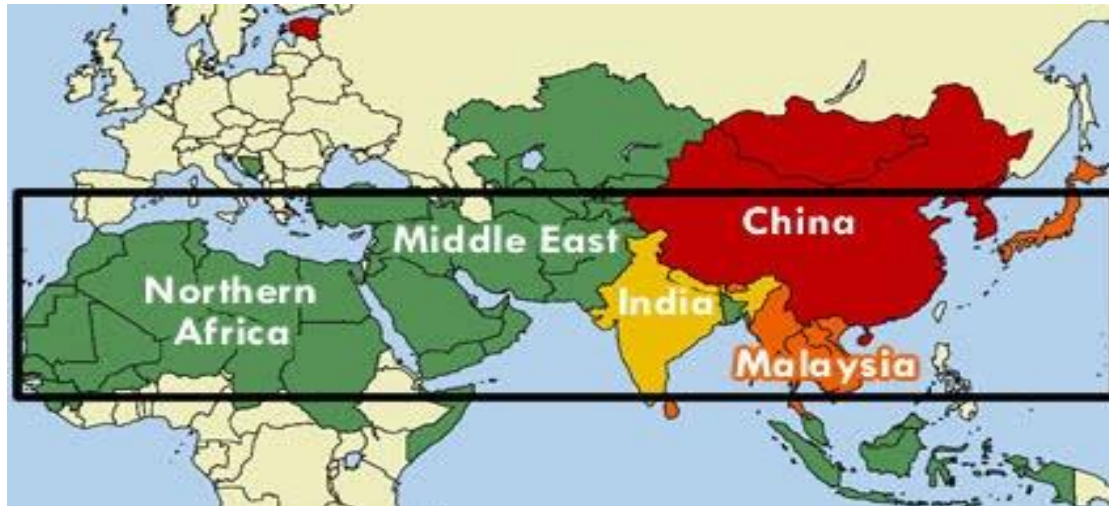 China
Middle East
Northern
Africa
India
Malaysia